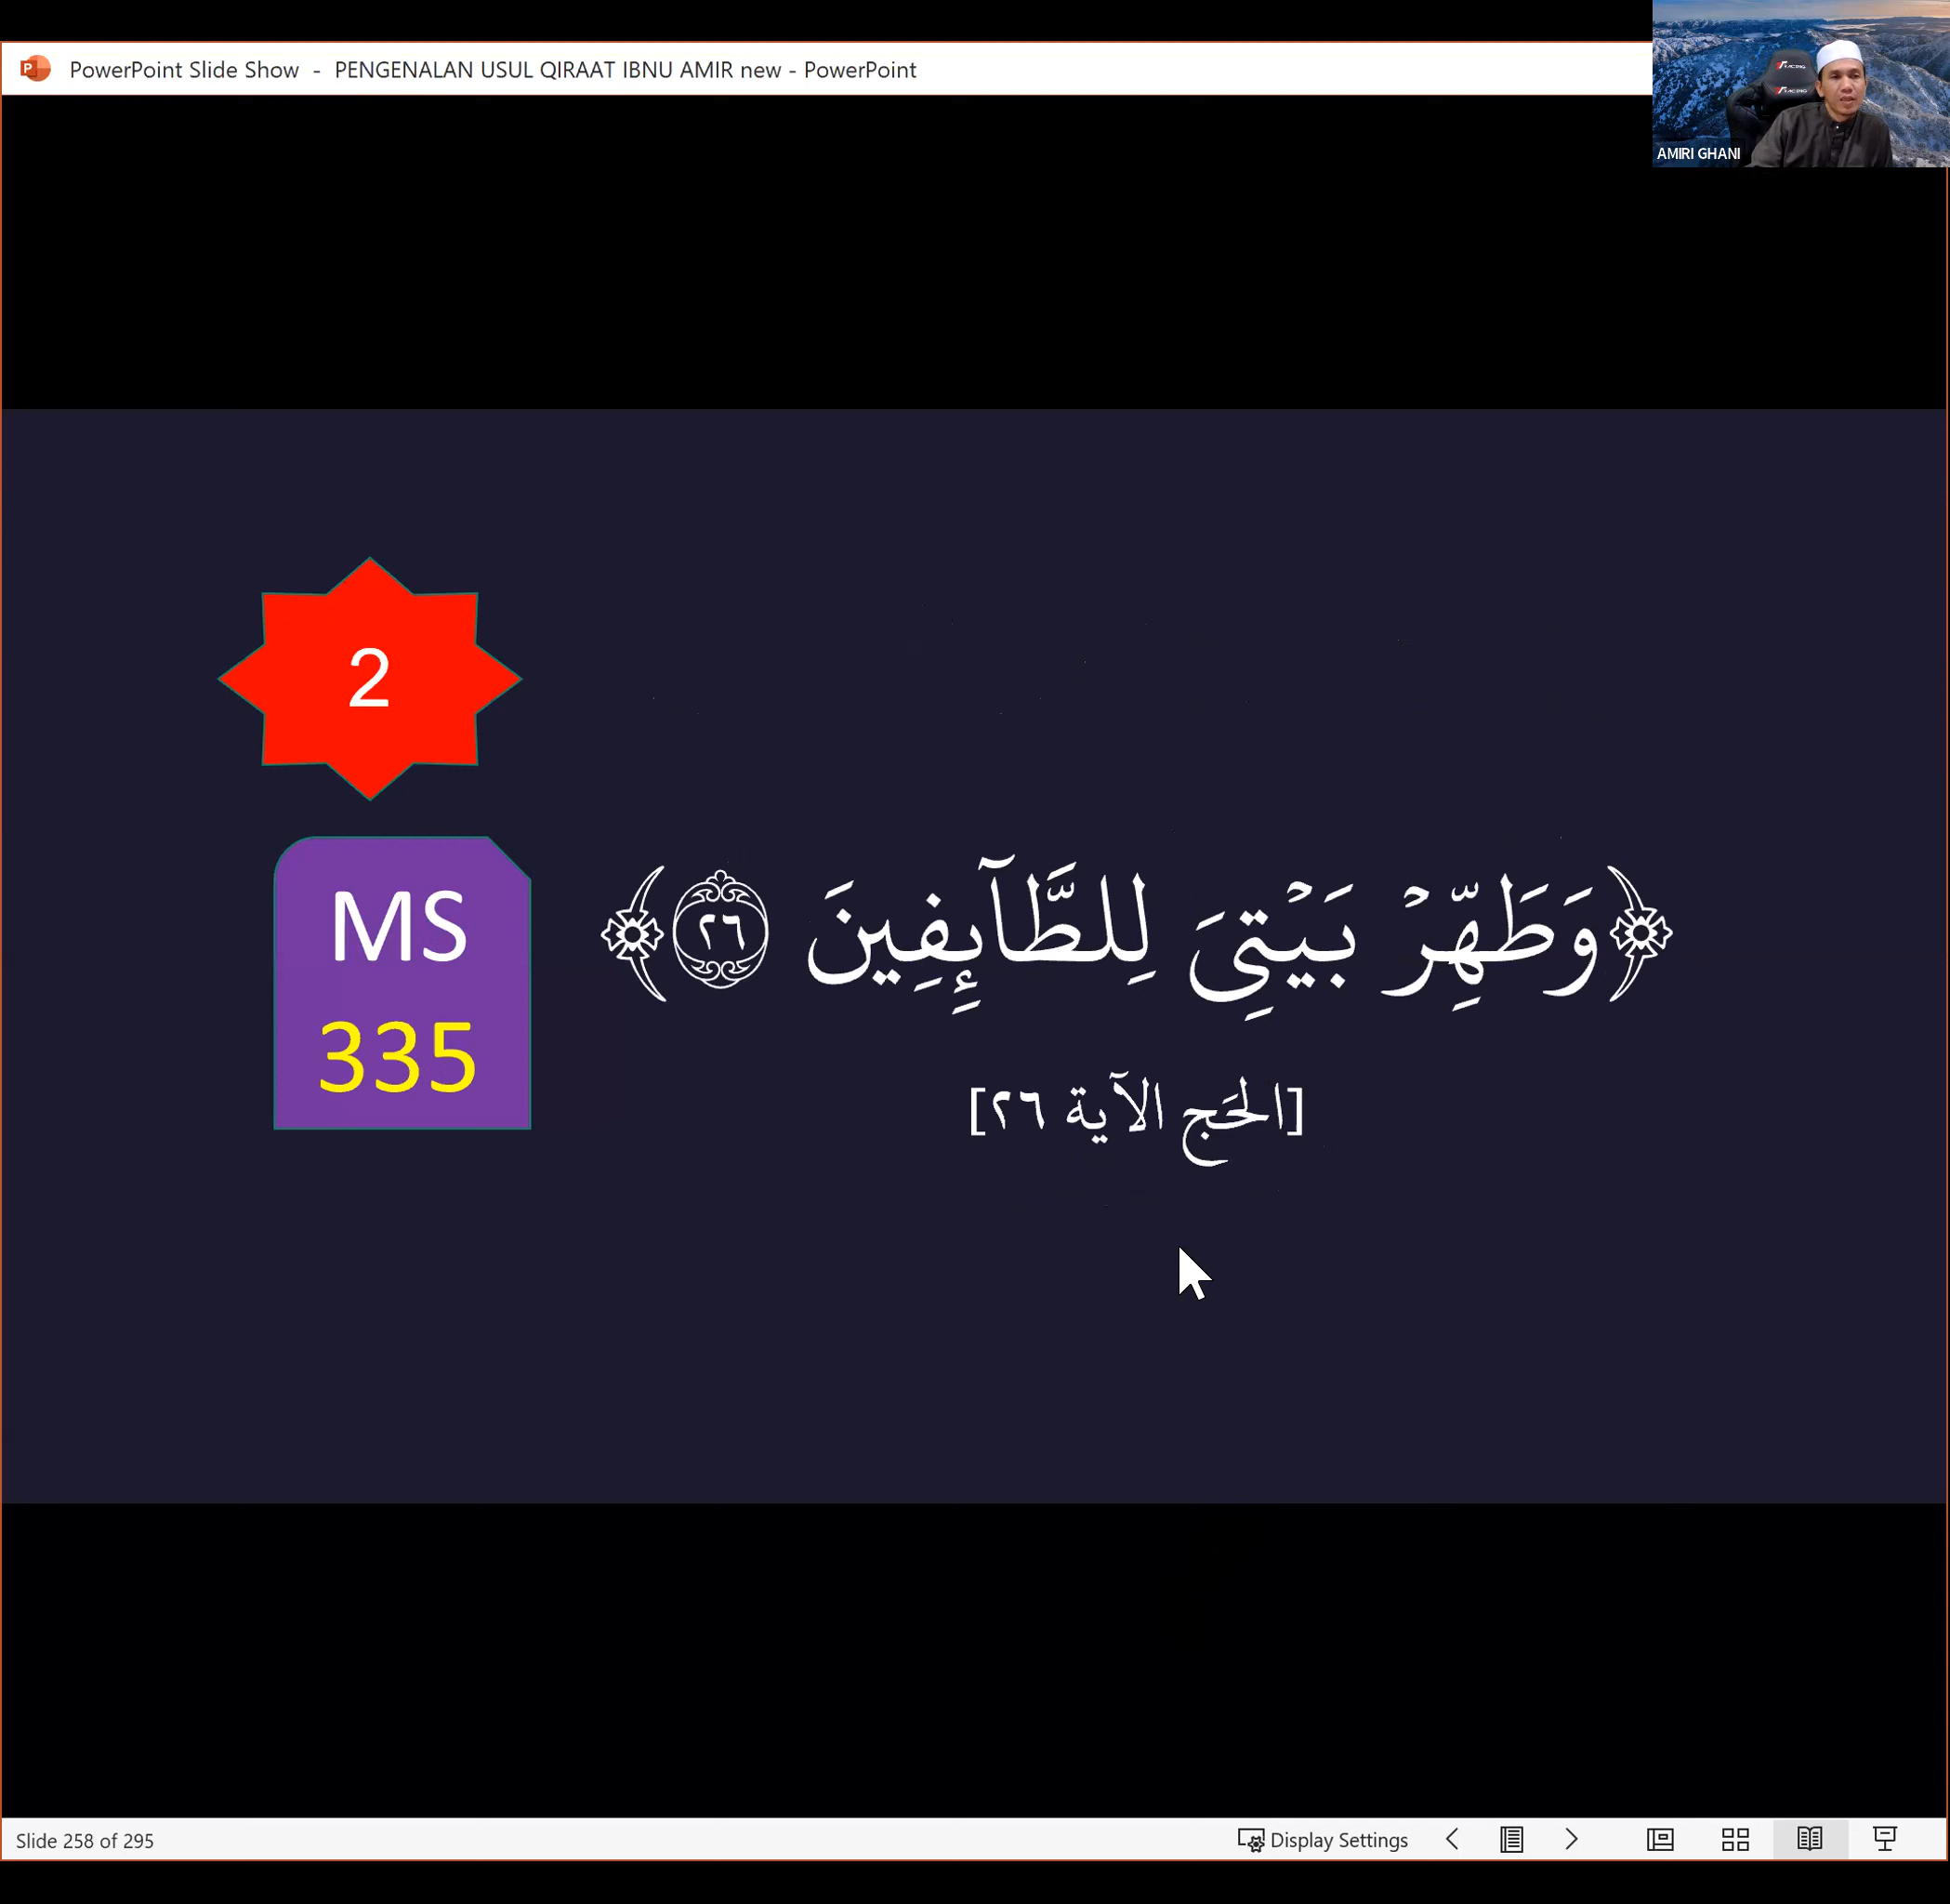 PowerPoint Slide Show - PENGENALAN USUL QIRAAT IBNU AMIR new - PowerPoint
AMIRI GHANI
2
MS
335
﴿وَطَهِّرۡ بَيۡتِيَ لِلطَّآئِفِينَ ٢٦﴾
[الحَج الآية ٢٦]
Slide 258 of 295
Display Settings